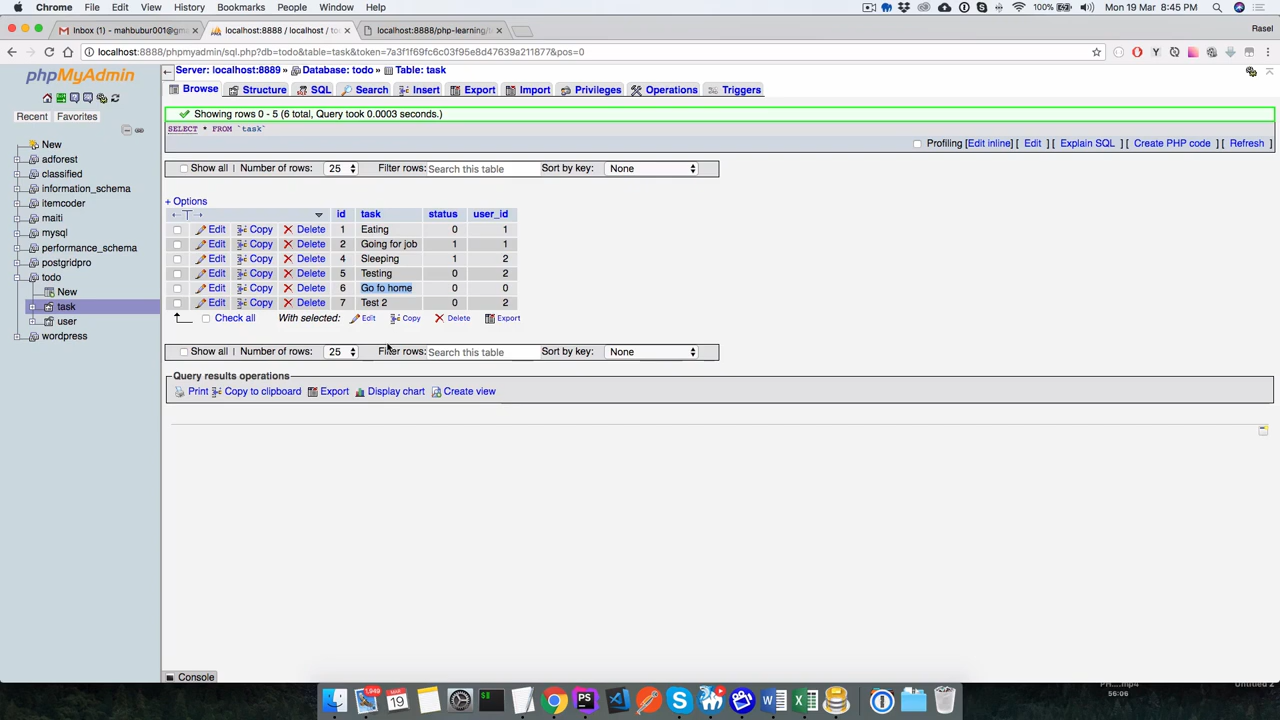 Chrome File Edit View History Bookmarks People Window Help 100% Mon 19 Mar 8:45 PM
Inbox (1) - mahbubur001@gm localhost:8888 / localhost / to localhost:8888/php-learning/l Rasel
localhost:8888/phpmyadmin/sql.php?db=todo&table=task&token=7a3f1f69fc6c03f95e8d47639a211877&pos=0
phpMyAdmin
Recent Favorites
New
adforest
classified
information_schema
itemcoder
maiti
mysql
performance_schema
postgridpro
todo
New
task
user
wordpress
Server: localhost:8889 » Database: todo » Table: task
Browse Structure SQL Search Insert Export Import Privileges Operations Triggers
Showing rows 0 - 5 (6 total, Query took 0.0003 seconds.)
SELECT * FROM `task`
Profiling [Edit inline] [ Edit ] [ Explain SQL ] [ Create PHP code ] [ Refresh ]
Show all | Number of rows: 25 Filter rows: Search this table Sort by key: None
+ Options
←T→ id task status user_id
Edit Copy Delete 1 Eating 0 1
Edit Copy Delete 2 Going for job 1 1
Edit Copy Delete 4 Sleeping 1 2
Edit Copy Delete 5 Testing 0 2
Edit Copy Delete 6 Go fo home 0 0
Edit Copy Delete 7 Test 2 0 2
Check all With selected: Edit Copy Delete Export
Show all | Number of rows: 25 Filter rows: Search this table Sort by key: None
Query results operations
Print Copy to clipboard Export Display chart Create view
Console
1,949 MAR 19 PS W
56:06